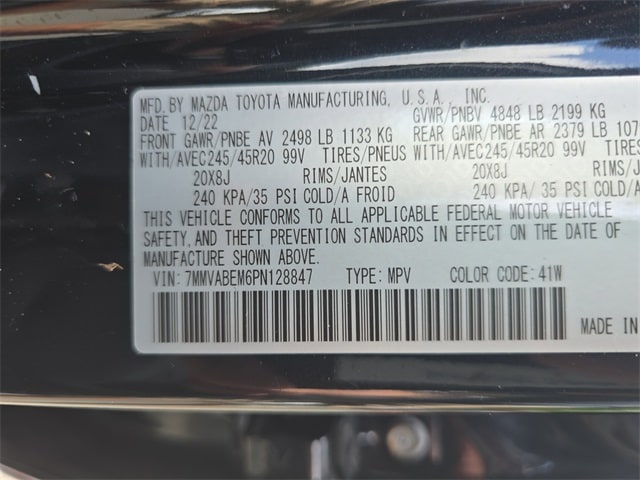 MFD. BY MAZDA TOYOTA MANUFACTURING, U.S.A., INC.
DATE 12/22 GVWR/PNBV 4848 LB 2199 KG
FRONT GAWR/PNBE AV 2498 LB 1133 KG REAR GAWR/PNBE AR 2379 LB
WITH/AVEC245/45R20 99V TIRES/PNEUS WITH/AVEC245/45R20 99V TIRES/
20X8J RIMS/JANTES 20X8J RIMS/
240 KPA/35 PSI COLD/A FROID 240 KPA/ 35 PSI COLD/A
THIS VEHICLE CONFORMS TO ALL APPLICABLE FEDERAL MOTOR VEHICLE
SAFETY, AND THEFT PREVENTION STANDARDS IN EFFECT ON THE DATE OF
MANUFACTURE SHOWN ABOVE.
VIN: 7MMVABEM6PN128847 TYPE: MPV COLOR CODE: 41W
MADE IN